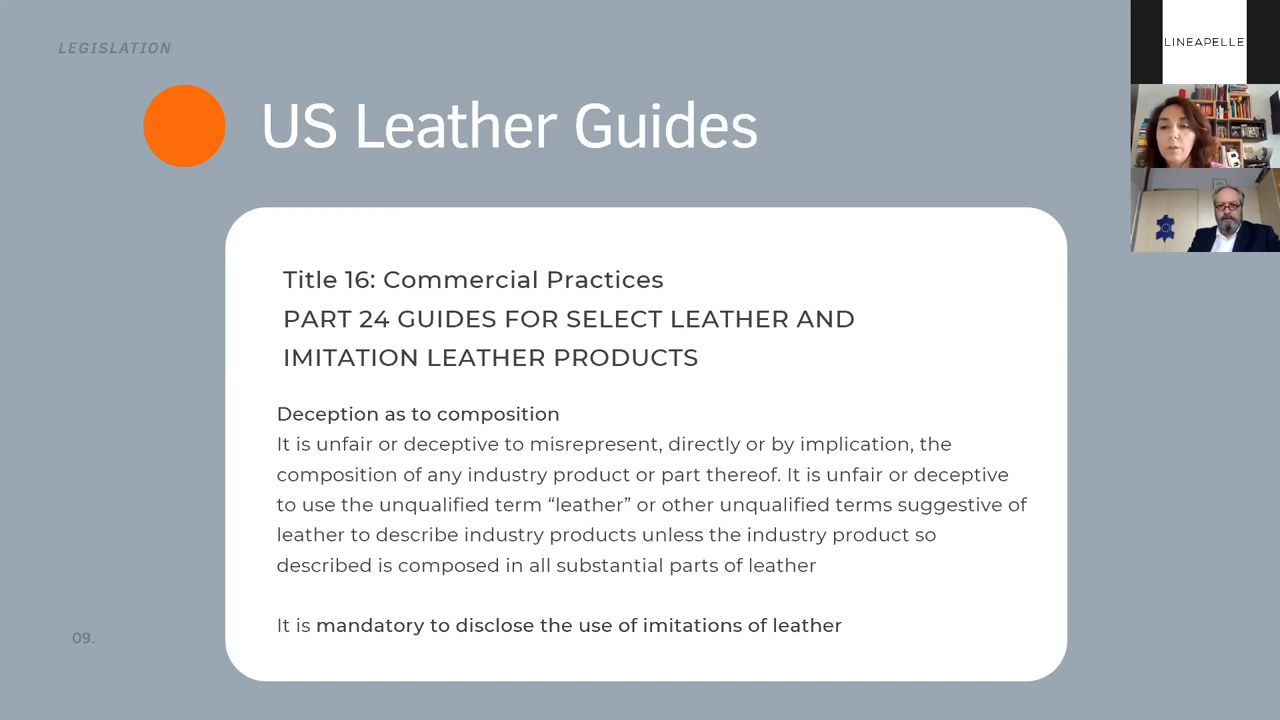 LEGISLATION
US Leather Guides
Title 16: Commercial Practices
PART 24 GUIDES FOR SELECT LEATHER AND
IMITATION LEATHER PRODUCTS
Deception as to composition
It is unfair or deceptive to misrepresent, directly or by implication, the
composition of any industry product or part thereof. It is unfair or deceptive
to use the unqualified term “leather” or other unqualified terms suggestive of
leather to describe industry products unless the industry product so
described is composed in all substantial parts of leather
It is mandatory to disclose the use of imitations of leather
09.
LINEAPELLE